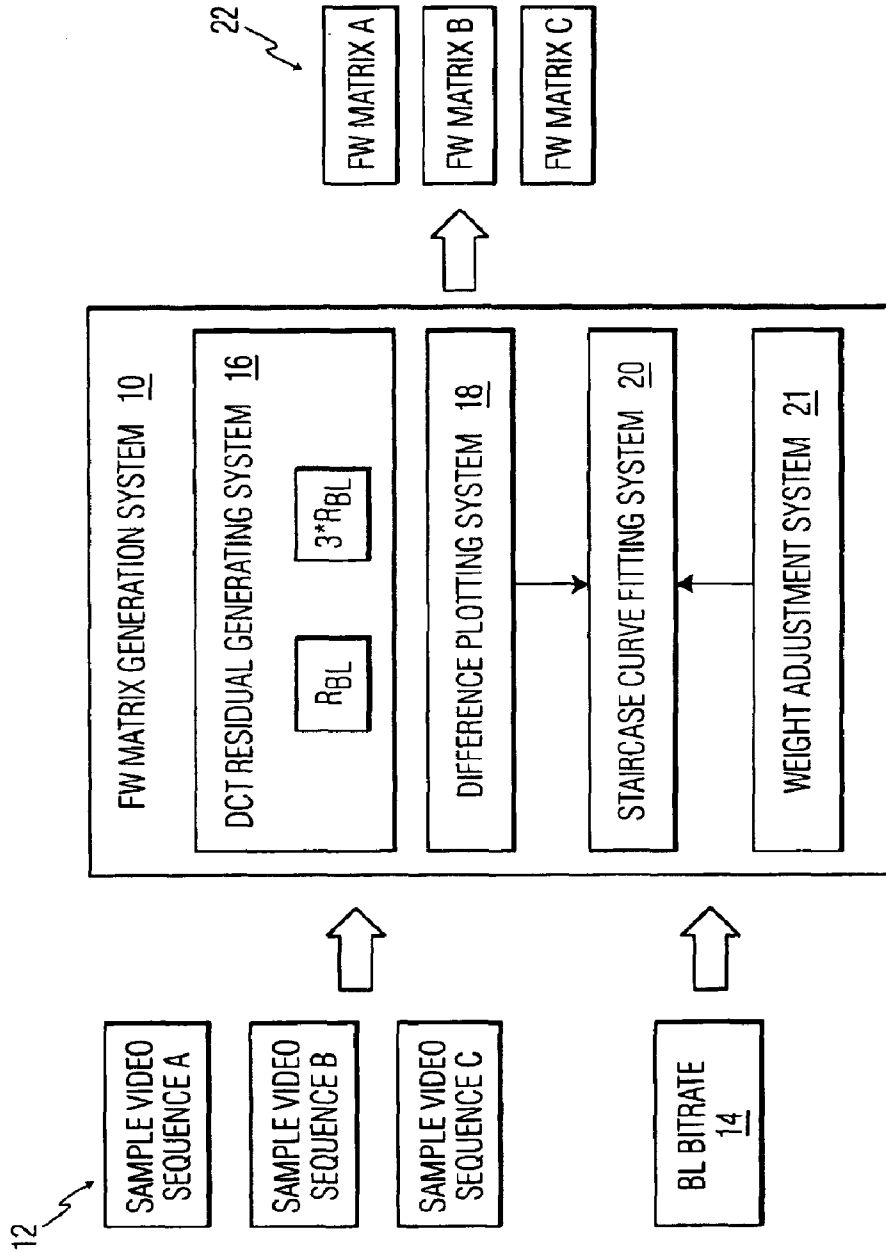 12
SAMPLE VIDEO
SEQUENCE A
SAMPLE VIDEO
SEQUENCE B
SAMPLE VIDEO
SEQUENCE C
BL BITRATE
14
FW MATRIX GENERATION SYSTEM 10
DCT RESIDUAL GENERATING SYSTEM 16
RBL
3*RBL
DIFFERENCE PLOTTING SYSTEM 18
STAIRCASE CURVE FITTING SYSTEM 20
WEIGHT ADJUSTMENT SYSTEM 21
22
FW MATRIX A
FW MATRIX B
FW MATRIX C